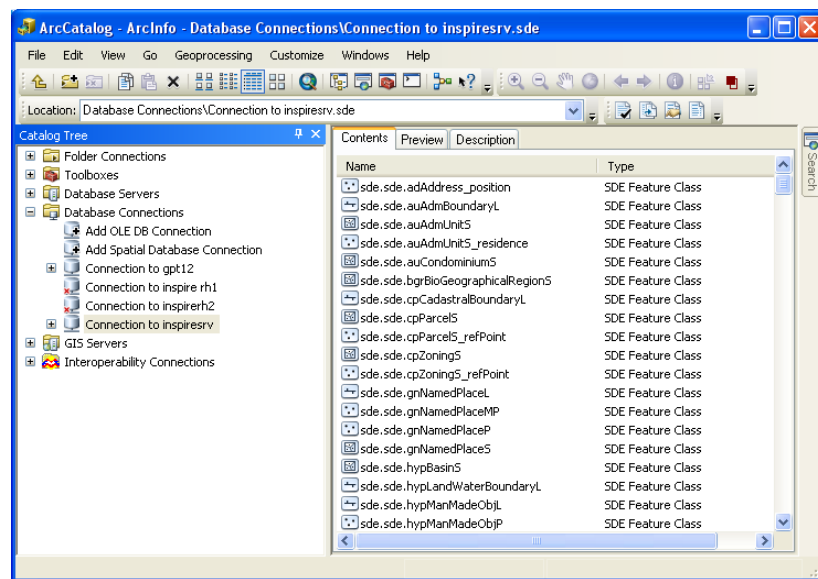 ArcCatalog - ArcInfo - Database Connections\Connection to inspiresrv.sde
File Edit View Go Geoprocessing Customize Windows Help
Location: Database Connections\Connection to inspiresrv.sde
Catalog Tree
Folder Connections
Toolboxes
Database Servers
Database Connections
Add OLE DB Connection
Add Spatial Database Connection
Connection to gpt12
Connection to inspire rh1
Connection to inspirerh2
Connection to inspiresrv
GIS Servers
Interoperability Connections
Contents Preview Description
Name Type
sde.sde.adAddress_position SDE Feature Class
sde.sde.auAdmBoundaryL SDE Feature Class
sde.sde.auAdmUnitS SDE Feature Class
sde.sde.auAdmUnitS_residence SDE Feature Class
sde.sde.auCondominiumS SDE Feature Class
sde.sde.bgrBioGeographicalRegionS SDE Feature Class
sde.sde.cpCadastralBoundaryL SDE Feature Class
sde.sde.cpParcelS SDE Feature Class
sde.sde.cpParcelS_refPoint SDE Feature Class
sde.sde.cpZoningS SDE Feature Class
sde.sde.cpZoningS_refPoint SDE Feature Class
sde.sde.gnNamedPlaceL SDE Feature Class
sde.sde.gnNamedPlaceMP SDE Feature Class
sde.sde.gnNamedPlaceP SDE Feature Class
sde.sde.gnNamedPlaceS SDE Feature Class
sde.sde.hypBasinS SDE Feature Class
sde.sde.hypLandWaterBoundaryL SDE Feature Class
sde.sde.hypManMadeObjL SDE Feature Class
sde.sde.hypManMadeObjP SDE Feature Class
Search